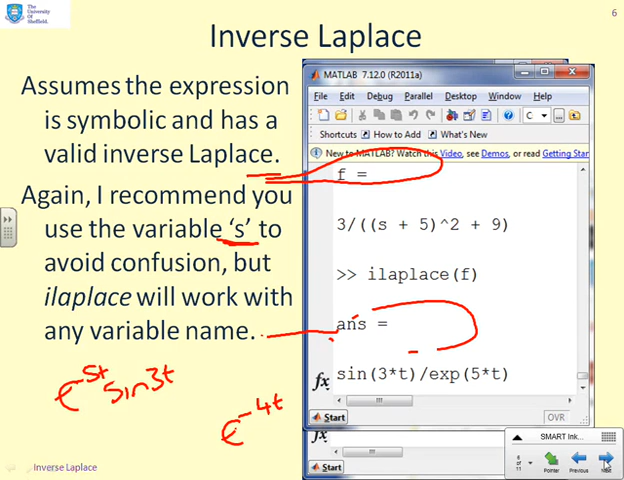 The
University
Of
Sheffield.
6
Inverse Laplace
Assumes the expression
is symbolic and has a
valid inverse Laplace.
Again, I recommend you
use the variable ‘s’ to
avoid confusion, but
ilaplace will work with
any variable name.
e^-5t sin3t
e^-4t
MATLAB 7.12.0 (R2011a)
File Edit Debug Parallel Desktop Window Help
C
Shortcuts How to Add What's New
New to MATLAB? Watch this Video, see Demos, or read Getting Star
f =
3/((s + 5)^2 + 9)
>> ilaplace(f)
ans =
sin(3*t)/exp(5*t)
fx
Start OVR
fx
Start
SMART Ink...
6
of
11
Pointer Previous Next
Inverse Laplace